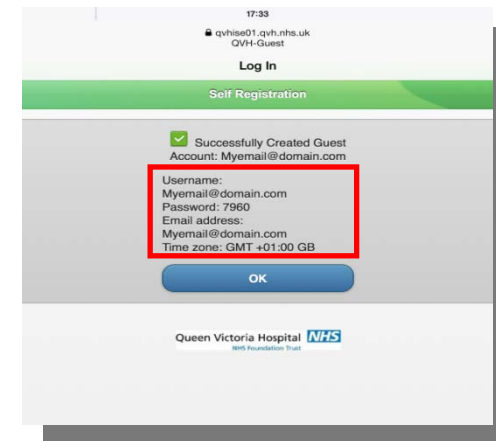 17:33
qvhise01.qvh.nhs.uk
QVH-Guest
Log In
Self Registration
Successfully Created Guest
Account: Myemail@domain.com
Username:
Myemail@domain.com
Password: 7960
Email address:
Myemail@domain.com
Time zone: GMT +01:00 GB
OK
Queen Victoria Hospital NHS
NHS Foundation Trust